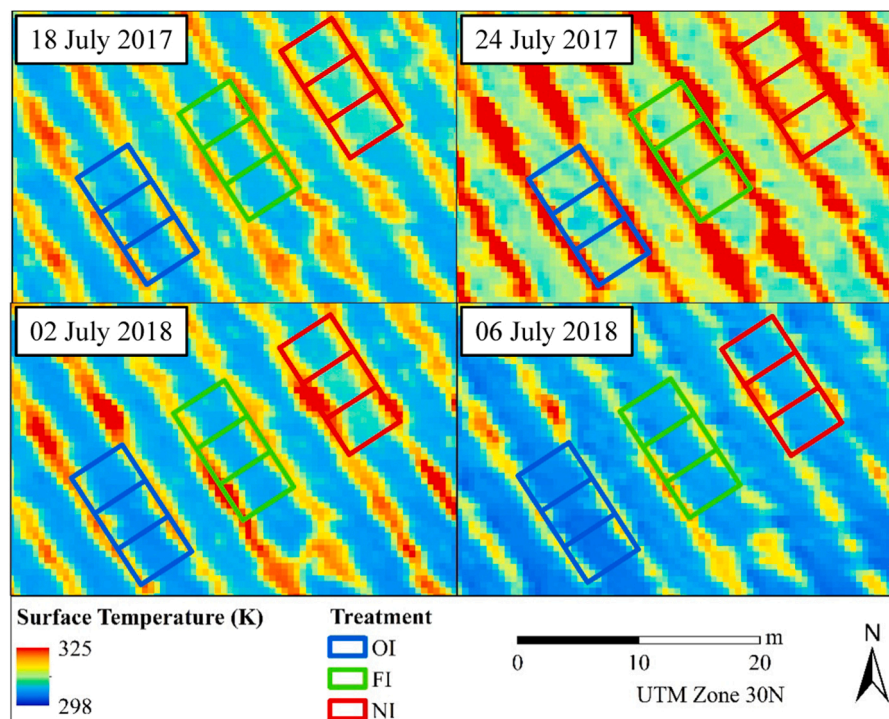 18 July 2017
24 July 2017
02 July 2018
06 July 2018
Surface Temperature (K)
325
298
Treatment
OI
FI
NI
m
0 10 20
UTM Zone 30N
N